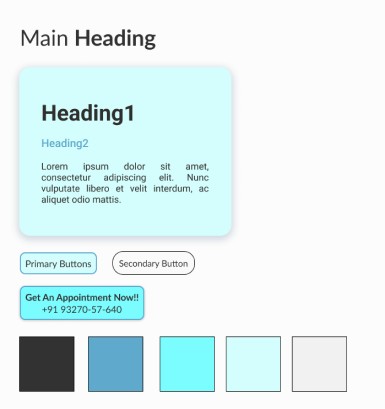 Main Heading
Heading1
Heading2
Lorem ipsum dolor sit amet,
consectetur adipiscing elit. Nunc
vulputate libero et velit interdum, ac
aliquet odio mattis.
Primary Buttons
Secondary Button
Get An Appointment Now!!
+91 93270-57-640